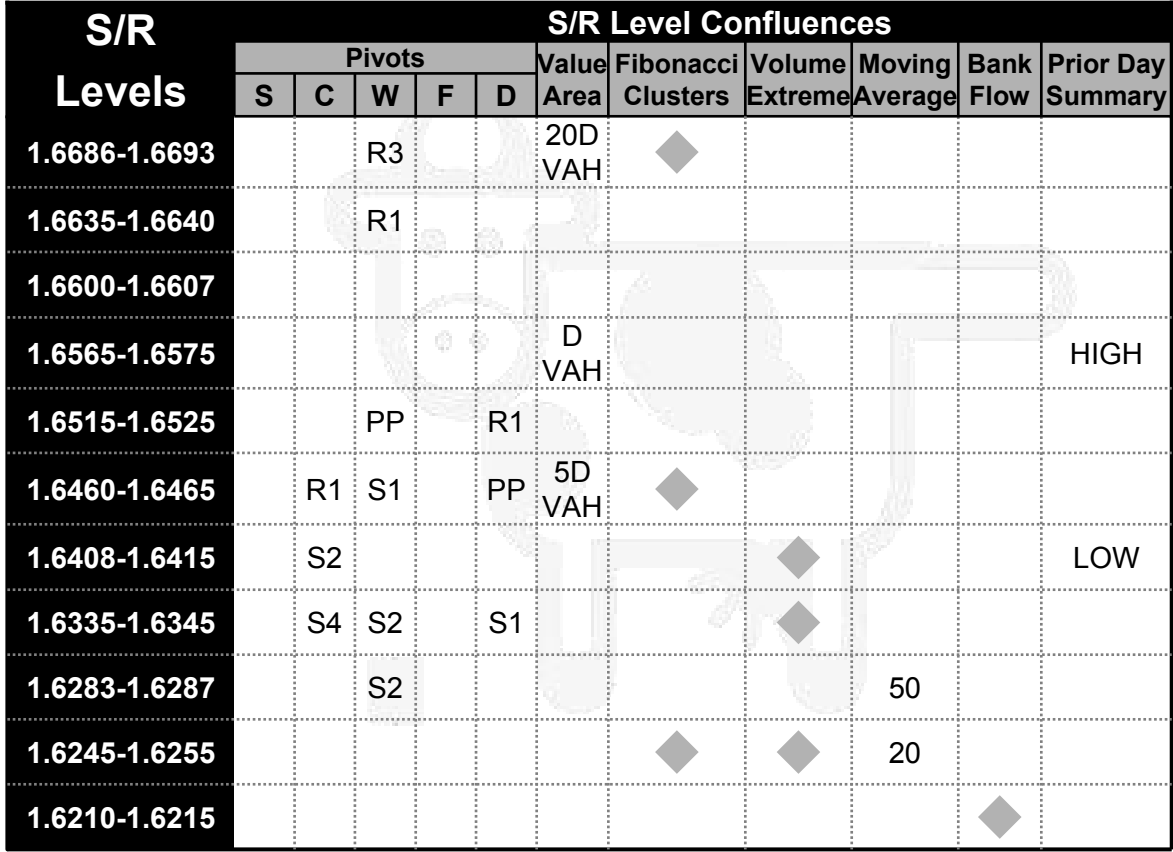 S/R Levels
S/R Level Confluences
Pivots
Value Area
Fibonacci Clusters
Volume Extreme
Moving Average
Bank Flow
Prior Day Summary
S C W F D
1.6686-1.6693 R3 20D VAH
1.6635-1.6640 R1
1.6600-1.6607
1.6565-1.6575 D VAH HIGH
1.6515-1.6525 PP R1
1.6460-1.6465 R1 S1 PP 5D VAH
1.6408-1.6415 S2 LOW
1.6335-1.6345 S4 S2 S1
1.6283-1.6287 S2 50
1.6245-1.6255 20
1.6210-1.6215